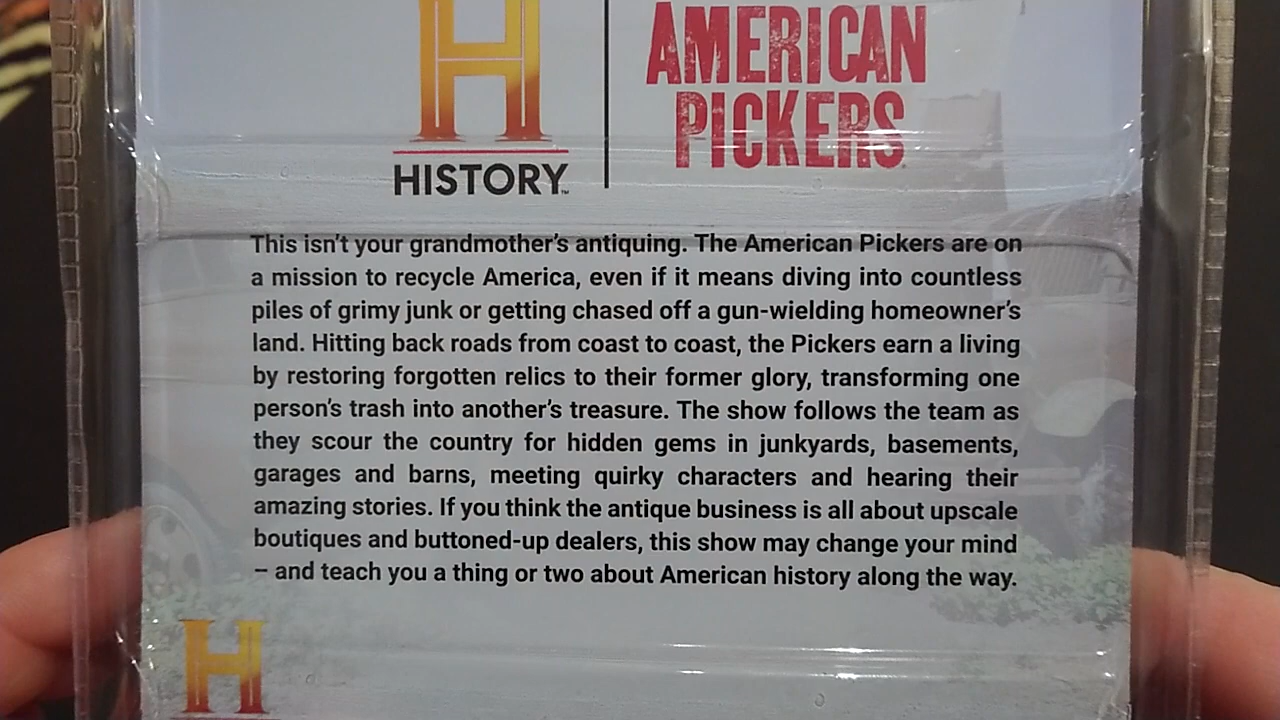 H
HISTORY™
AMERICAN
PICKERS
This isn't your grandmother's antiquing. The American Pickers are on
a mission to recycle America, even if it means diving into countless
piles of grimy junk or getting chased off a gun-wielding homeowner's
land. Hitting back roads from coast to coast, the Pickers earn a living
by restoring forgotten relics to their former glory, transforming one
person's trash into another's treasure. The show follows the team as
they scour the country for hidden gems in junkyards, basements,
garages and barns, meeting quirky characters and hearing their
amazing stories. If you think the antique business is all about upscale
boutiques and buttoned-up dealers, this show may change your mind
– and teach you a thing or two about American history along the way.
H